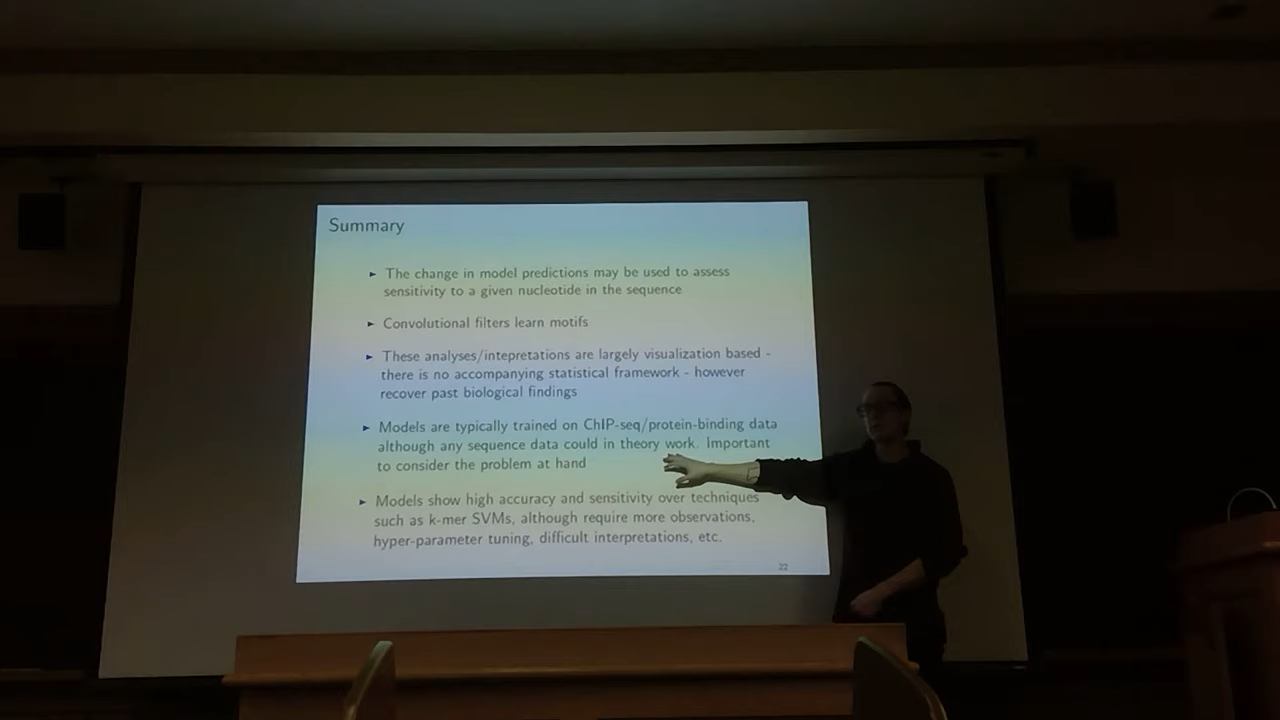 Summary
► The change in model predictions may be used to assess
sensitivity to a given nucleotide in the sequence
► Convolutional filters learn motifs
► These analyses/intepretations are largely visualization based -
there is no accompanying statistical framework - however
recover past biological findings
► Models are typically trained on ChIP-seq/protein-binding data
although any sequence data could in theory work. Important
to consider the problem at hand
► Models show high accuracy and sensitivity over techniques
such as k-mer SVMs, although require more observations,
hyper-parameter tuning, difficult interpretations, etc.
22